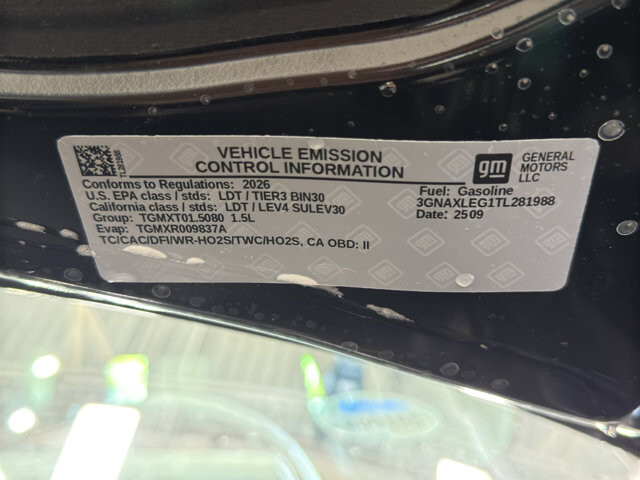 VEHICLE EMISSION
CONTROL INFORMATION
gm
GENERAL
MOTORS
LLC
TL281988
Conforms to Regulations: 2026
U.S. EPA class / stds: LDT / TIER3 BIN30
California class / stds: LDT / LEV4 SULEV30
Group: TGMXT01.5080 1.5L
Evap: TGMXR009837A
TC/CAC/DFI/WR-HO2S/TWC/HO2S, CA OBD: II
Fuel: Gasoline
3GNAXLEG1TL281988
Date: 2509